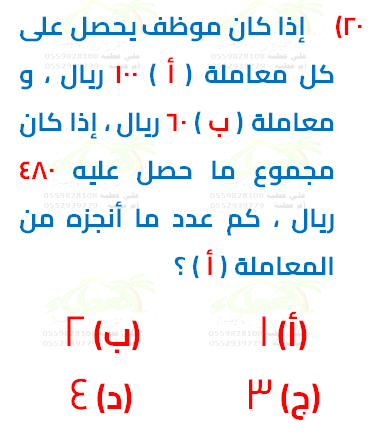 ٢٠) إذا كان موظف يحصل على
كل معاملة ( أ ) ١٠٠ ريال ، و
معاملة ( ب ) ٦٠ ريال ، إذا كان
مجموع ما حصل عليه ٤٨٠
ريال ، كم عدد ما أنجزه من
المعاملة ( أ ) ؟
(أ) ١ (ب) ٢
(ج) ٣ (د) ٤